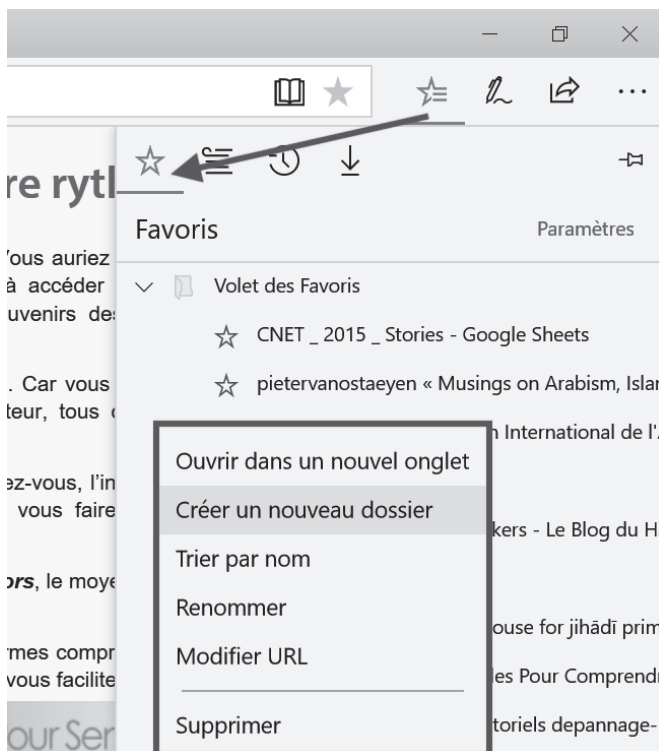 re rytl
Favoris
Paramètres
Vous auriez
à accéder
uvenirs des
. Car vous
teur, tous
ez-vous, l'in
vous faire
ors, le moye
rmes compr
vous facilite
our Ser
Volet des Favoris
CNET _ 2015 _ Stories - Google Sheets
pietervanostaeyen « Musings on Arabism, Islar
n International de l'
kers - Le Blog du H
ouse for jihādī prim
les Pour Comprend
toriels depannage-
Ouvrir dans un nouvel onglet
Créer un nouveau dossier
Trier par nom
Renommer
Modifier URL
Supprimer